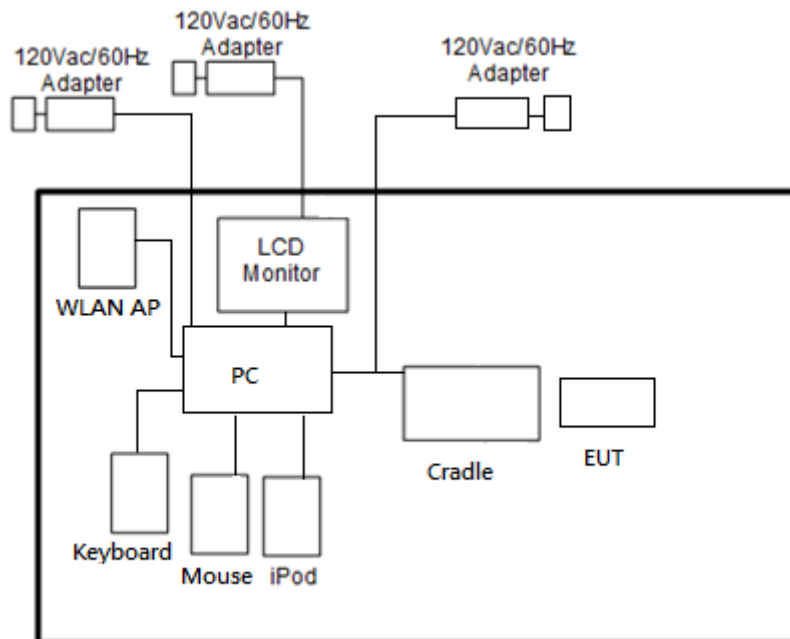 120Vac/60Hz
Adapter
120Vac/60Hz
Adapter
120Vac/60Hz
Adapter
LCD
Monitor
WLAN AP
PC
Cradle
EUT
Keyboard
Mouse
iPod